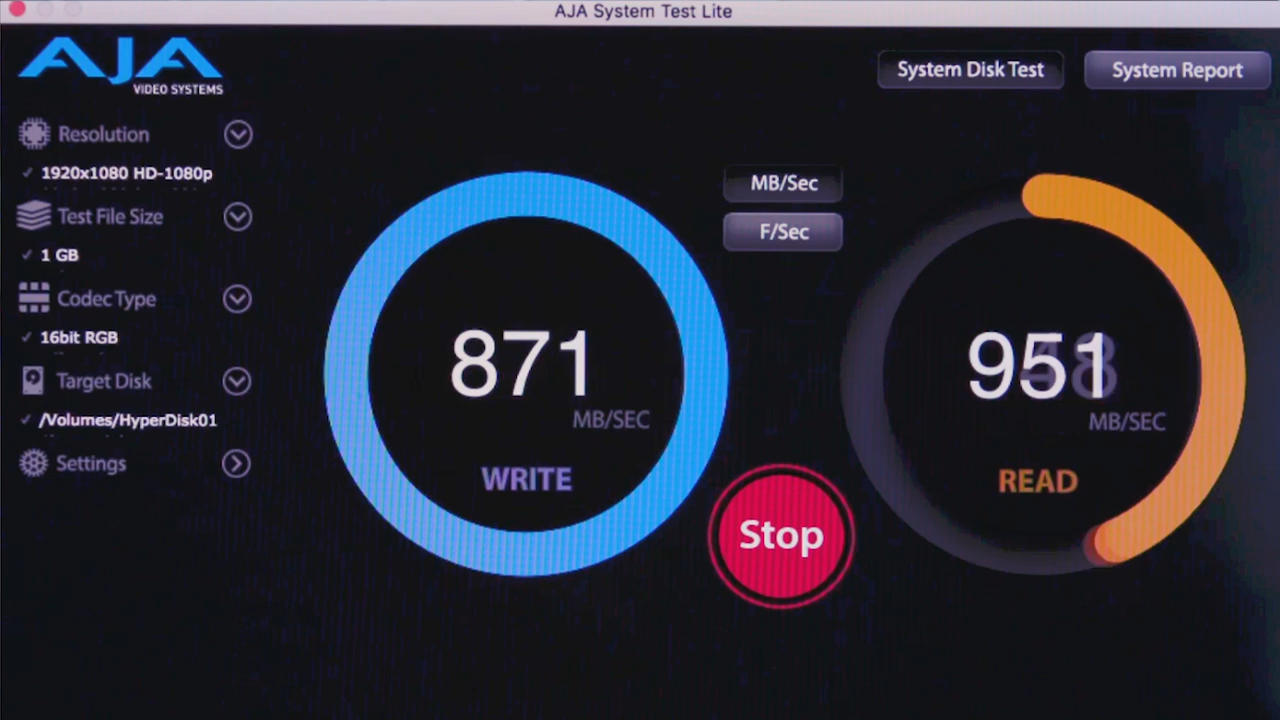 AJA System Test Lite
AJA
VIDEO SYSTEMS
System Disk Test
System Report
Resolution
1920x1080 HD-1080p
Test File Size
1 GB
Codec Type
16bit RGB
Target Disk
/Volumes/HyperDisk01
Settings
MB/Sec
F/Sec
871
MB/SEC
WRITE
951
MB/SEC
READ
Stop